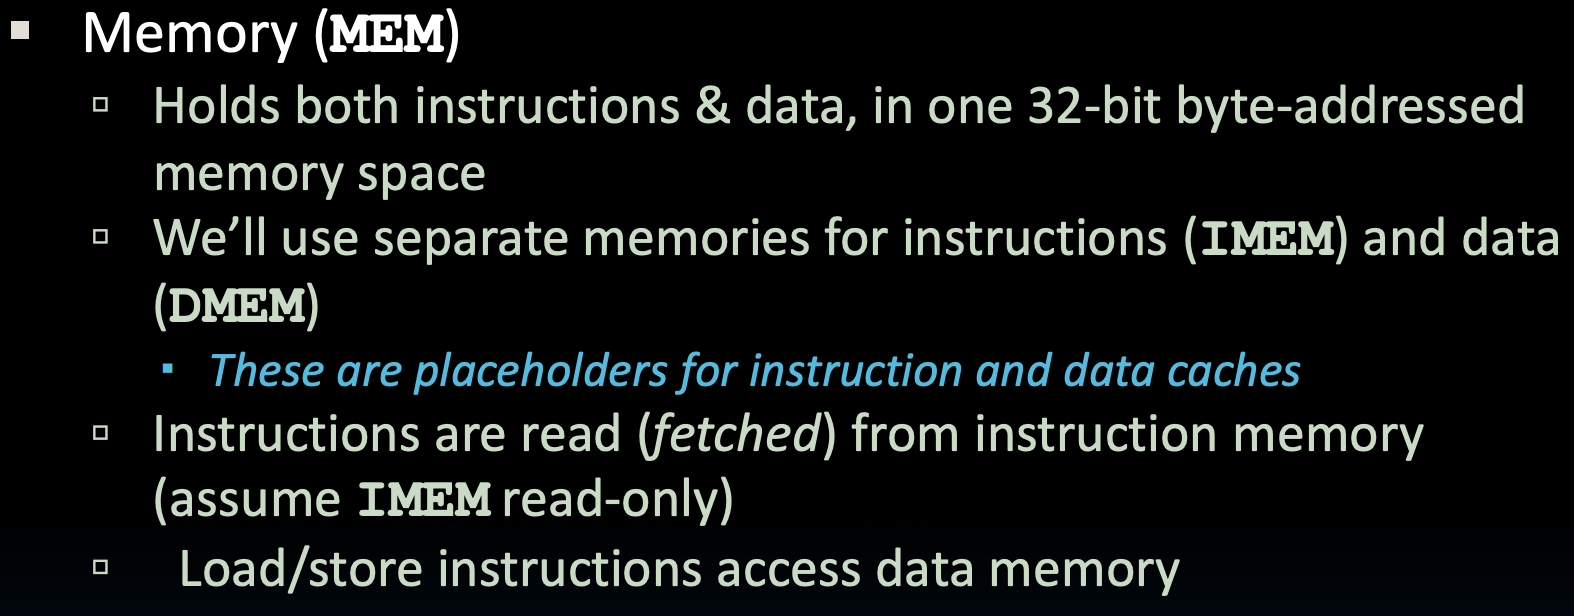 Memory (MEM)
Holds both instructions & data, in one 32-bit byte-addressed
memory space
We’ll use separate memories for instructions (IMEM) and data
(DMEM)
These are placeholders for instruction and data caches
Instructions are read (fetched) from instruction memory
(assume IMEM read-only)
Load/store instructions access data memory